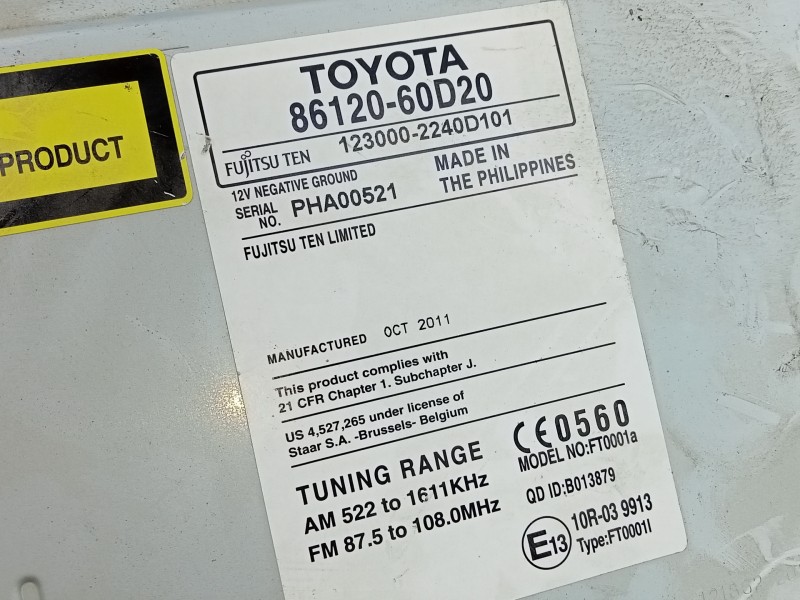 PRODUCT
TOYOTA
86120-60D20
FUJITSU TEN 123000-2240D101
12V NEGATIVE GROUND
SERIAL NO. PHA00521
MADE IN
THE PHILIPPINES
FUJITSU TEN LIMITED
MANUFACTURED OCT 2011
This product complies with
21 CFR Chapter 1. Subchapter J.
US 4,527,265 under license of
Staar S.A. -Brussels- Belgium
TUNING RANGE
AM 522 to 1611KHz
FM 87.5 to 108.0MHz
CE0560
MODEL NO:FT0001a
QD ID:B013879
E13
10R-03 9913
Type:FT0001I